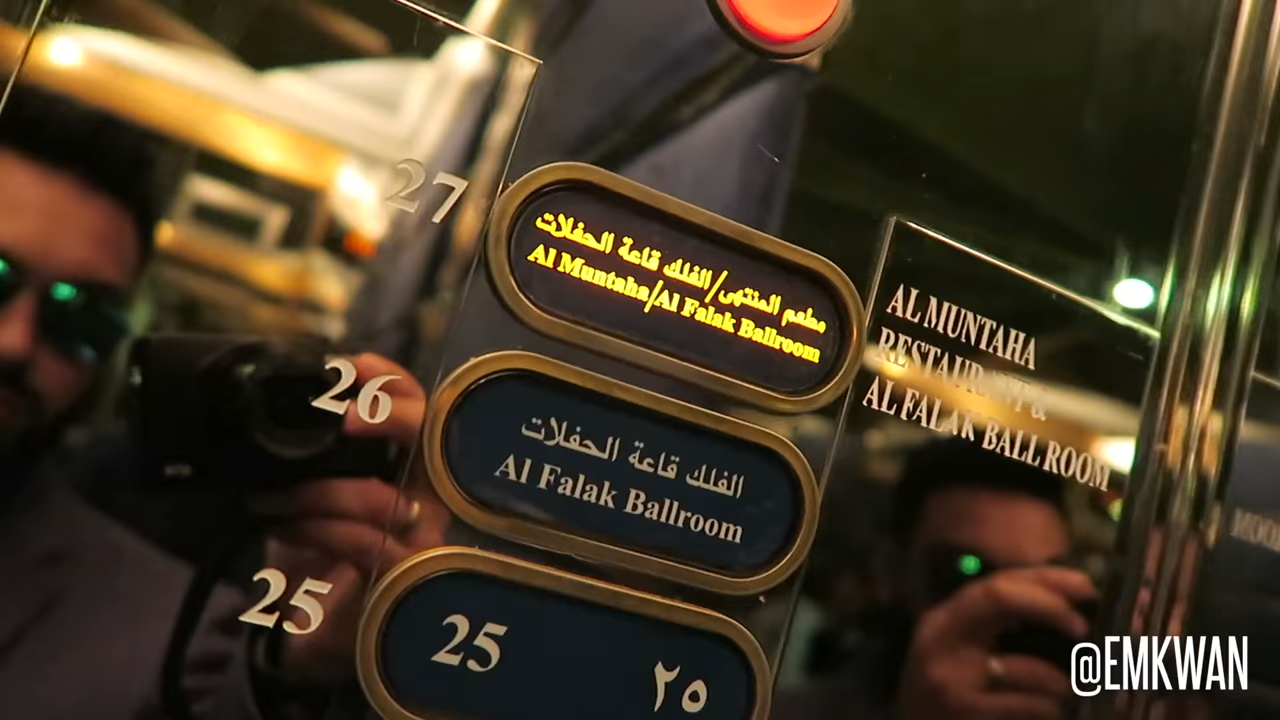 27
مطعم المنتهى/الفلك قاعة الحفلات
Al Muntaha/Al Falak Ballroom
AL MUNTAHA
RESTAURANT &
AL FALAK BALL ROOM
26
الفلك قاعة الحفلات
Al Falak Ballroom
25
25 ٢٥
@EMKWAN